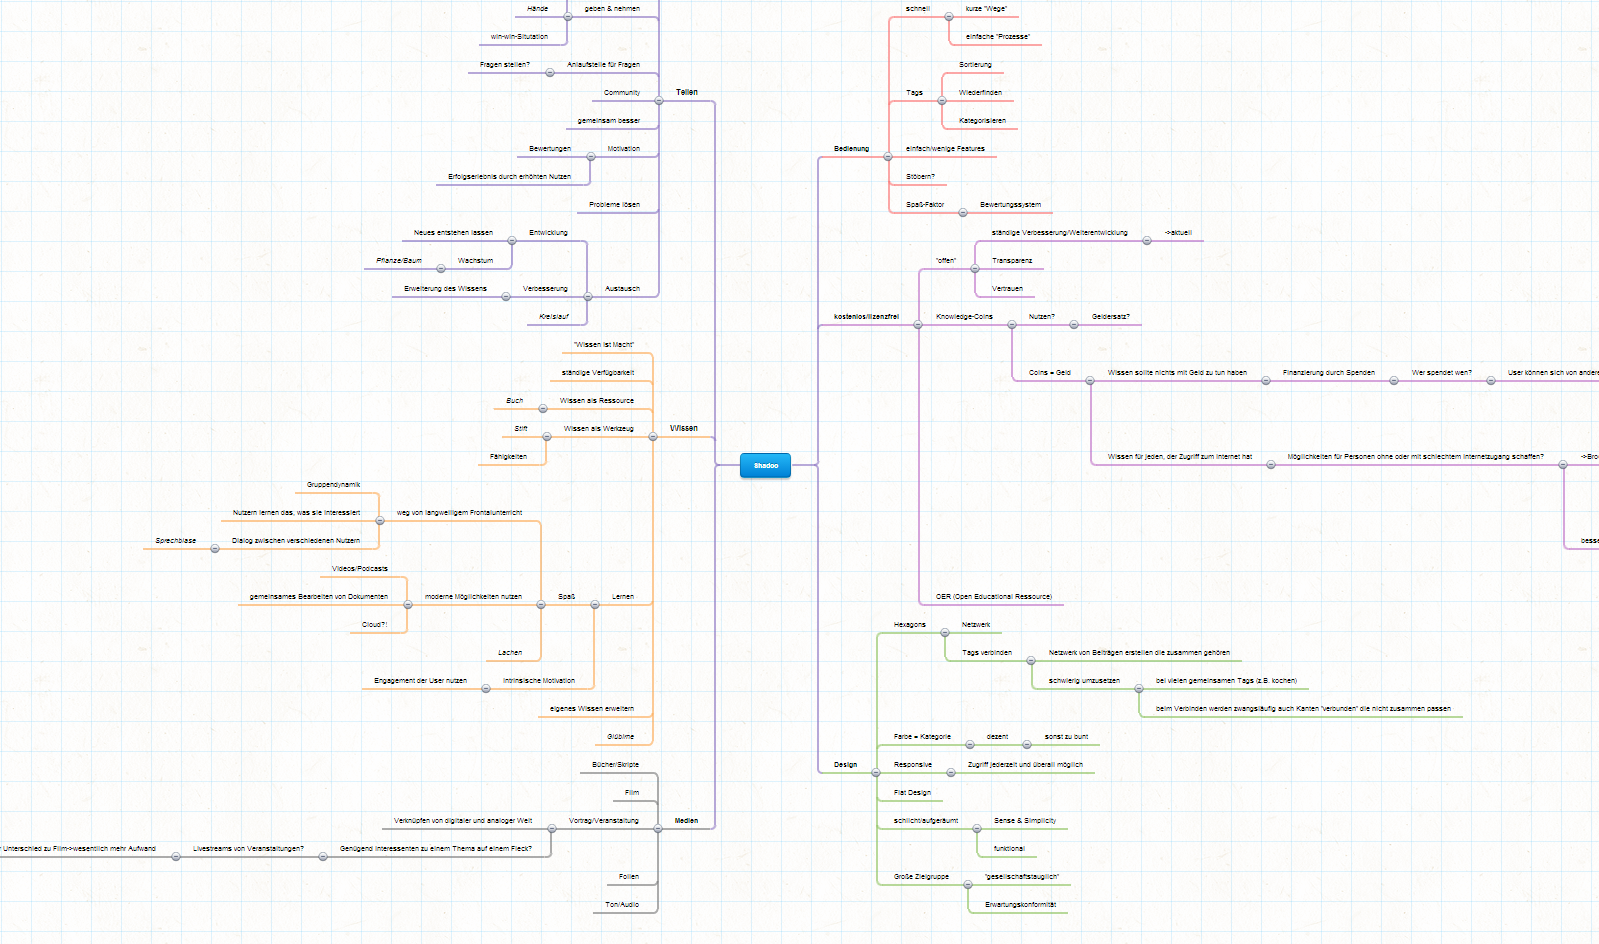 Hände
geben & nehmen
win-win-Situtation
Fragen stellen?
Anlaufstelle für Fragen
Teilen
Community
gemeinsam besser
Bewertungen
Motivation
Erfolgserlebnis durch erhöhten Nutzen
Probleme lösen
Neues entstehen lassen
Entwicklung
Pflanze/Baum
Wachstum
Erweiterung des Wissens
Verbesserung
Austausch
Kreislauf
"Wissen ist Macht"
ständige Verfügbarkeit
Buch
Wissen als Ressource
Stift
Wissen als Werkzeug
Wissen
Fähigkeiten
Gruppendynamik
Nutzern lernen das, was sie interessiert
weg von langweiligem Frontalunterricht
Sprechblase
Dialog zwischen verschiedenen Nutzern
Videos/Podcasts
gemeinsames Bearbeiten von Dokumenten
moderne Möglichkeiten nutzen
Spaß
Lernen
Cloud?!
Lachen
Engagement der User nutzen
Intrinsische Motivation
eigenes Wissen erweitern
Glübirne
Bücher/Skripte
Film
Verknüpfen von digitaler und analoger Welt
Vortrag/Veranstaltung
Medien
Unterschied zu Film->wesentlich mehr Aufwand
Livestreams von Veranstaltungen?
Genügend Interessenten zu einem Thema auf einem Fleck?
Folien
Ton/Audio
Shadoo
schnell
kurze "Wege"
einfache "Prozesse"
Sortierung
Tags
Wiederfinden
Kategorisieren
Bedienung
einfach/wenige Features
Stöbern?
Spaß-Faktor
Bewertungssystem
ständige Verbesserung/Weiterentwicklung
->aktuell
"offen"
Transparenz
Vertrauen
kostenlos/lizenzfrei
Knowledge-Coins
Nutzen?
Geldersatz?
Coins = Geld
Wissen sollte nichts mit Geld zu tun haben
Finanzierung durch Spenden
Wer spendet wen?
User können sich von andere
Wissen für jeden, der Zugriff zum Internet hat
Möglichkeiten für Personen ohne oder mit schlechtem Internetzugang schaffen?
->Bro
besse
OER (Open Educational Ressource)
Hexagons
Netzwerk
Tags verbinden
Netzwerk von Beiträgen erstellen die zusammen gehören
schwierig umzusetzen
bei vielen gemeinsamen Tags (z.B. kochen)
beim Verbinden werden zwangsläufig auch Kanten "verbunden" die nicht zusammen passen
Farbe = Kategorie
dezent
sonst zu bunt
Design
Responsive
Zugriff jederzeit und überall möglich
Flat Design
schlicht/aufgeräumt
Sense & Simplicity
funktional
Große Zielgruppe
"gesellschaftstauglich"
Erwartungskonformität